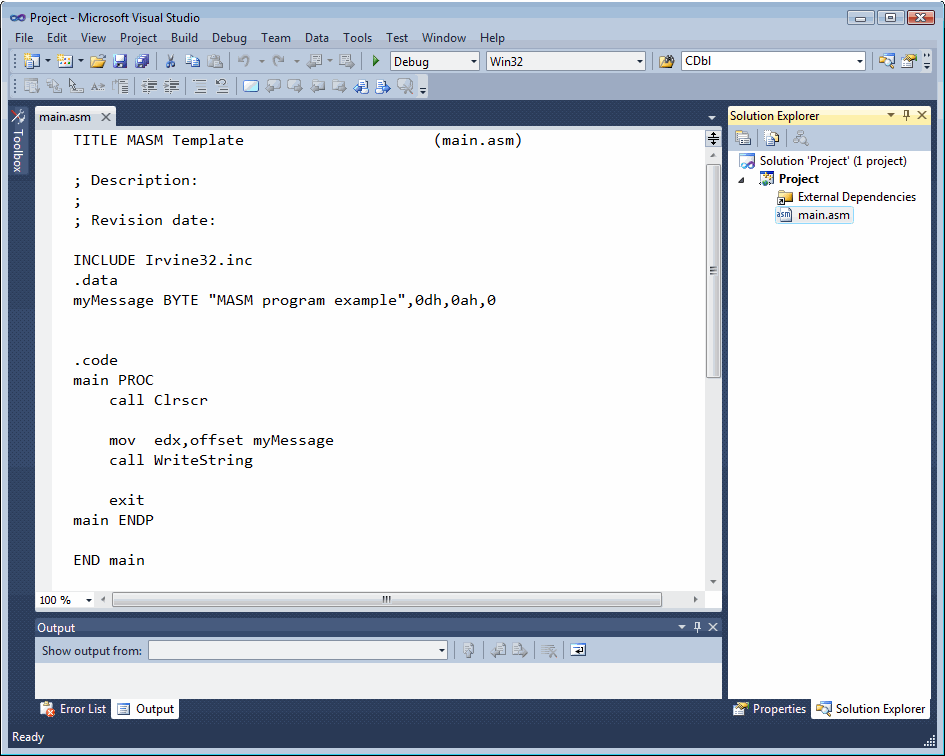 Project - Microsoft Visual Studio
File Edit View Project Build Debug Team Data Tools Test Window Help
Debug Win32 CDbl
Toolbox
main.asm
TITLE MASM Template (main.asm)
; Description:
;
; Revision date:
INCLUDE Irvine32.inc
.data
myMessage BYTE "MASM program example",0dh,0ah,0
.code
main PROC
call Clrscr
mov edx,offset myMessage
call WriteString
exit
main ENDP
END main
100 %
Output
Show output from:
Error List Output
Solution Explorer
Solution 'Project' (1 project)
Project
External Dependencies
asm main.asm
Properties Solution Explorer
Ready